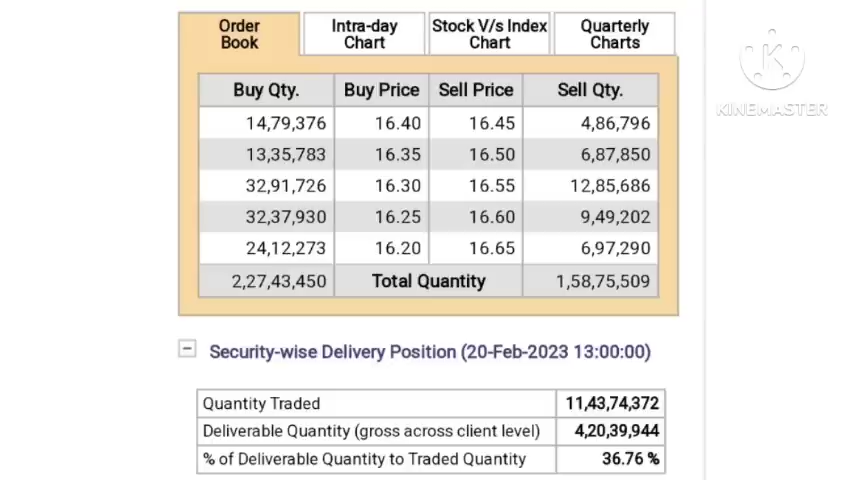 Order Book
Intra-day Chart
Stock V/s Index Chart
Quarterly Charts
KINEMASTER
Buy Qty. Buy Price Sell Price Sell Qty.
14,79,376 16.40 16.45 4,86,796
13,35,783 16.35 16.50 6,87,850
32,91,726 16.30 16.55 12,85,686
32,37,930 16.25 16.60 9,49,202
24,12,273 16.20 16.65 6,97,290
2,27,43,450 Total Quantity 1,58,75,509
Security-wise Delivery Position (20-Feb-2023 13:00:00)
Quantity Traded 11,43,74,372
Deliverable Quantity (gross across client level) 4,20,39,944
% of Deliverable Quantity to Traded Quantity 36.76 %